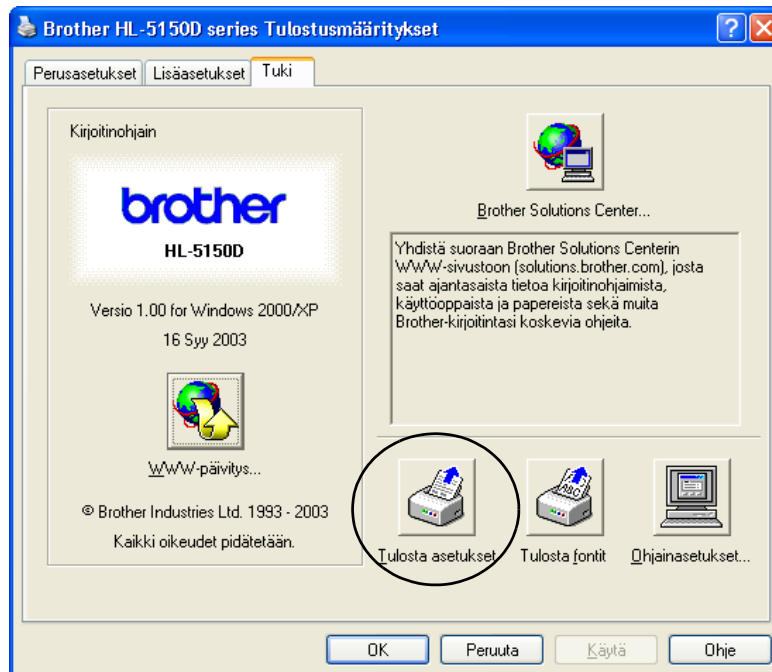 Brother HL-5150D series Tulostusmääritykset
Perusasetukset Lisäasetukset Tuki
Kirjoitinohjain
brother
HL-5150D
Versio 1.00 for Windows 2000/XP
16 Syy 2003
WWW-päivitys...
© Brother Industries Ltd. 1993 - 2003
Kaikki oikeudet pidätetään.
Brother Solutions Center...
Yhdistä suoraan Brother Solutions Centerin
WWW-sivustoon (solutions.brother.com), josta
saat ajantasaista tietoa kirjoitinohjaimista,
käyttöoppaista ja papereista sekä muita
Brother-kirjoitintasi koskevia ohjeita.
ABC
Tulosta asetukset Tulosta fontit Ohjainasetukset...
OK Peruuta Käytä Ohje